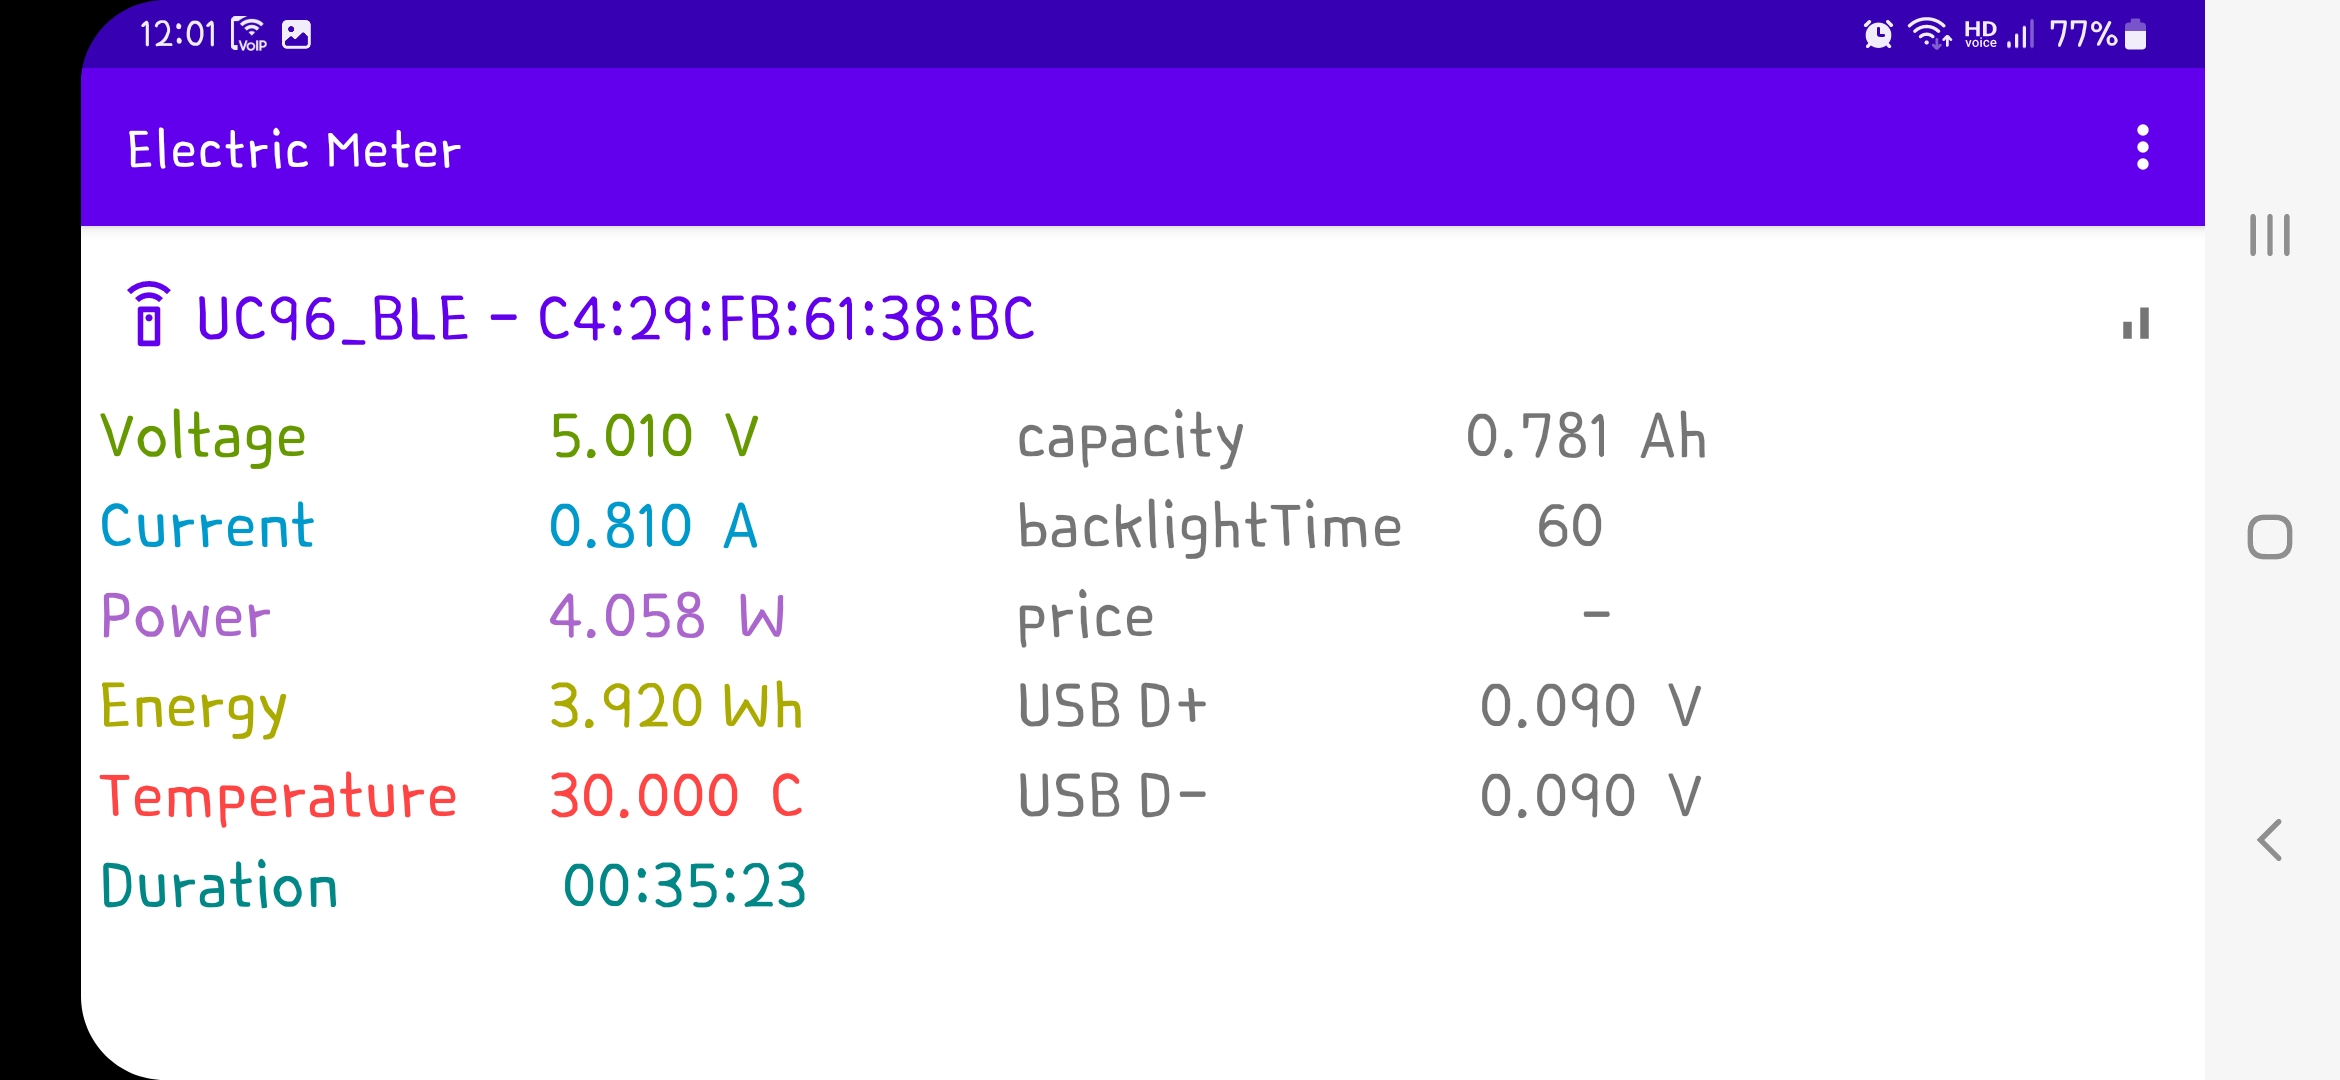 12:01 VoIP HD voice 77%
Electric Meter
UC96_BLE - C4:29:FB:61:38:BC
Voltage 5.010 V capacity 0.781 Ah
Current 0.810 A backlightTime 60
Power 4.058 W price -
Energy 3.920 Wh USB D+ 0.090 V
Temperature 30.000 C USB D- 0.090 V
Duration 00:35:23